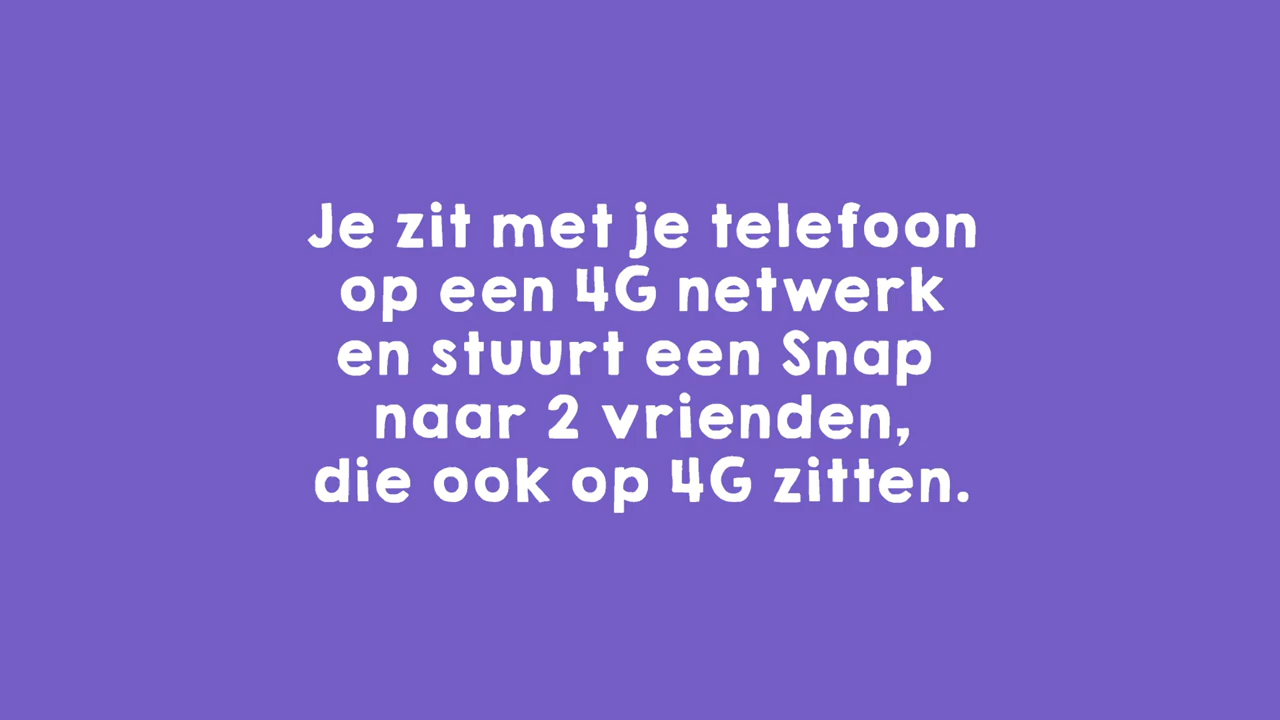 Je zit met je telefoon
op een 4G netwerk
en stuurt een Snap
naar 2 vrienden,
die ook op 4G zitten.